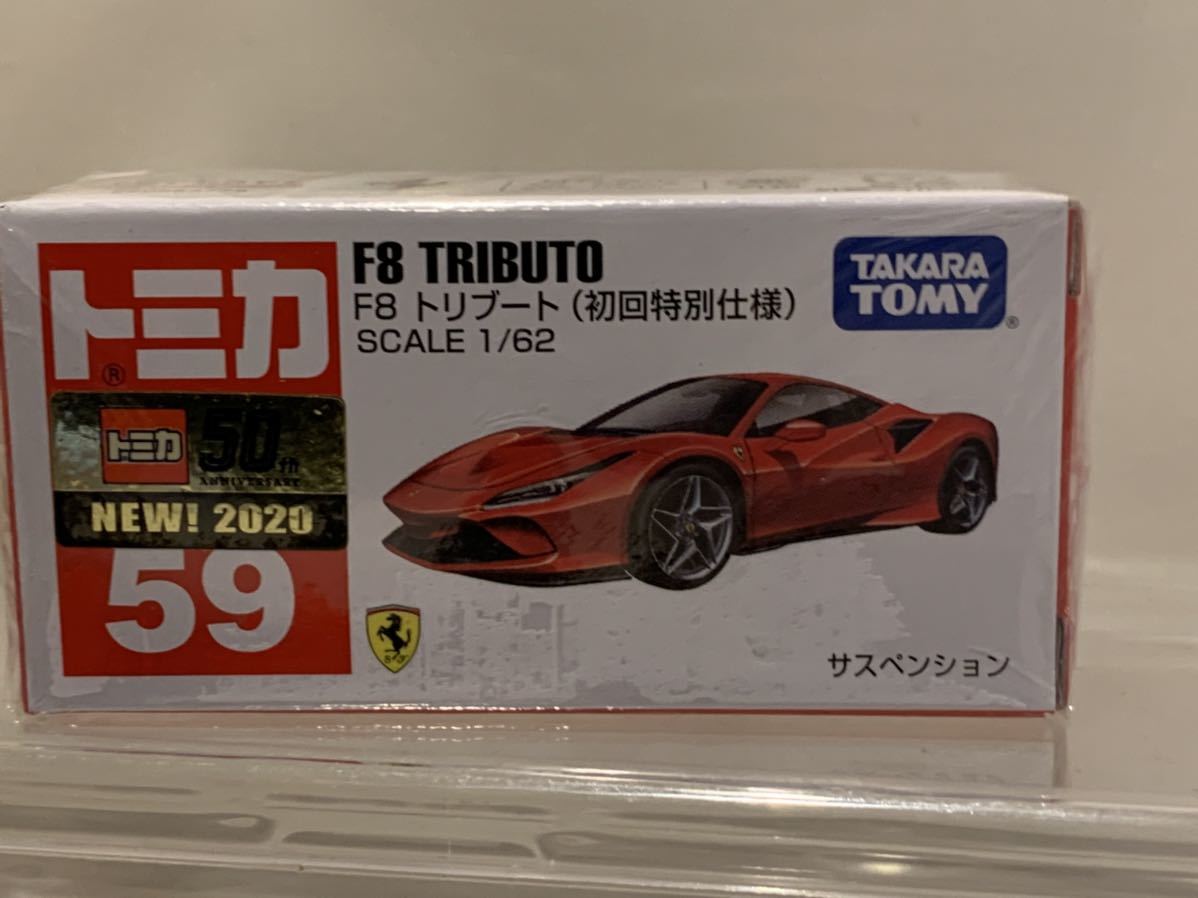 トミカ
®
トミカ
50th
ANNIVERSARY
NEW! 2020
59
F8 TRIBUTO
F8 トリブート(初回特別仕様)
SCALE 1/62
TAKARA
TOMY®
S F
サスペンション